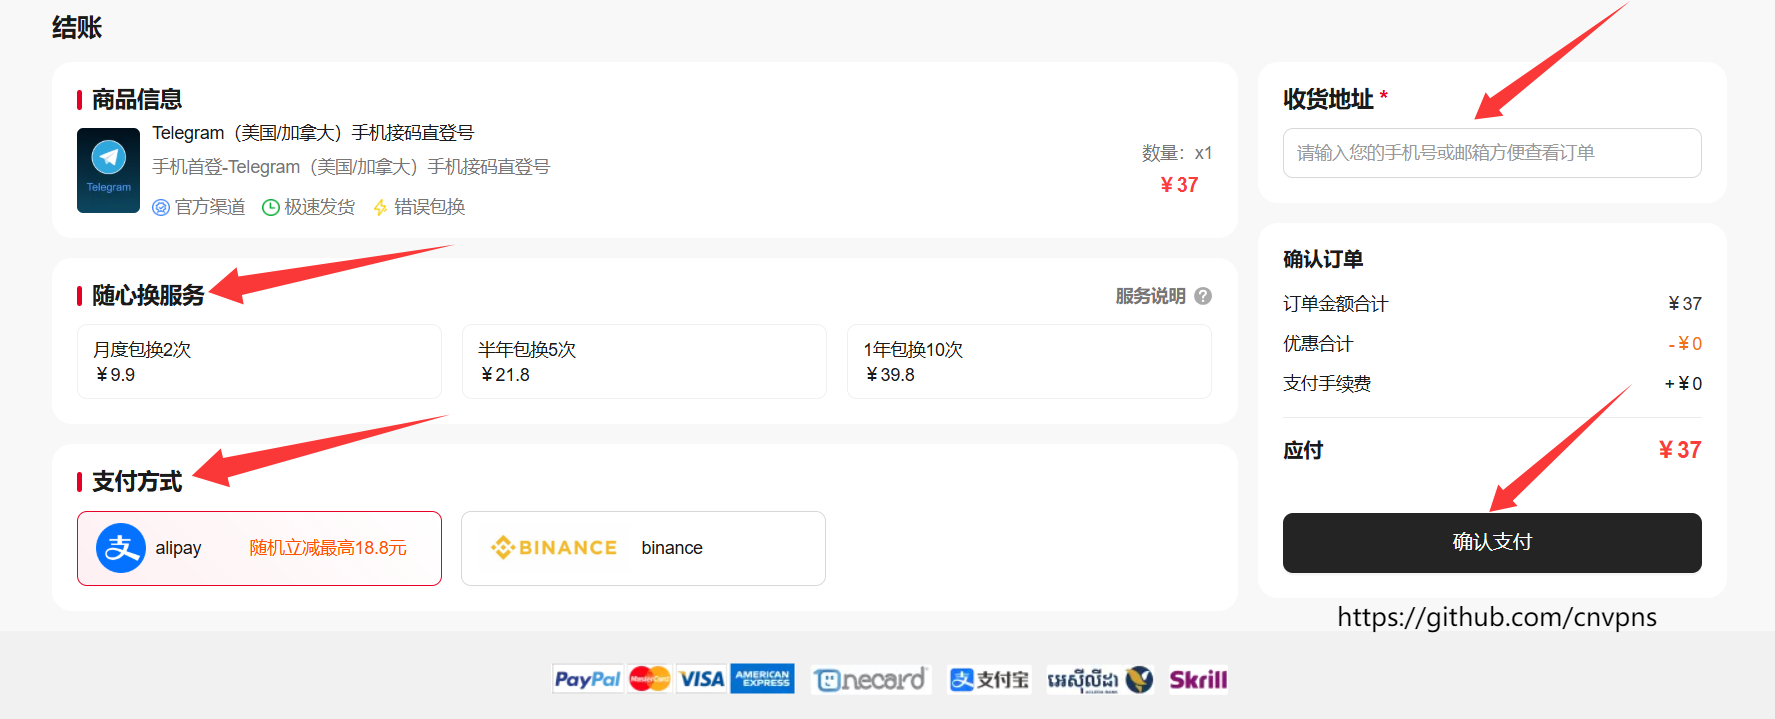 结账
商品信息
Telegram
Telegram（美国/加拿大）手机接码直登号
手机首登-Telegram（美国/加拿大）手机接码直登号
官方渠道 极速发货 错误包换
数量：x1
¥ 37
随心换服务
服务说明 ?
月度包换2次
¥ 9.9
半年包换5次
¥ 21.8
1年包换10次
¥ 39.8
支付方式
支 alipay 随机立减最高18.8元
BINANCE binance
收货地址 *
请输入您的手机号或邮箱方便查看订单
确认订单
订单金额合计 ¥ 37
优惠合计 - ¥ 0
支付手续费 + ¥ 0
应付 ¥ 37
确认支付
https://github.com/cnvpns
PayPal MasterCard VISA AMERICAN EXPRESS onecard 支付宝 អេស៊ីលីដា Skrill